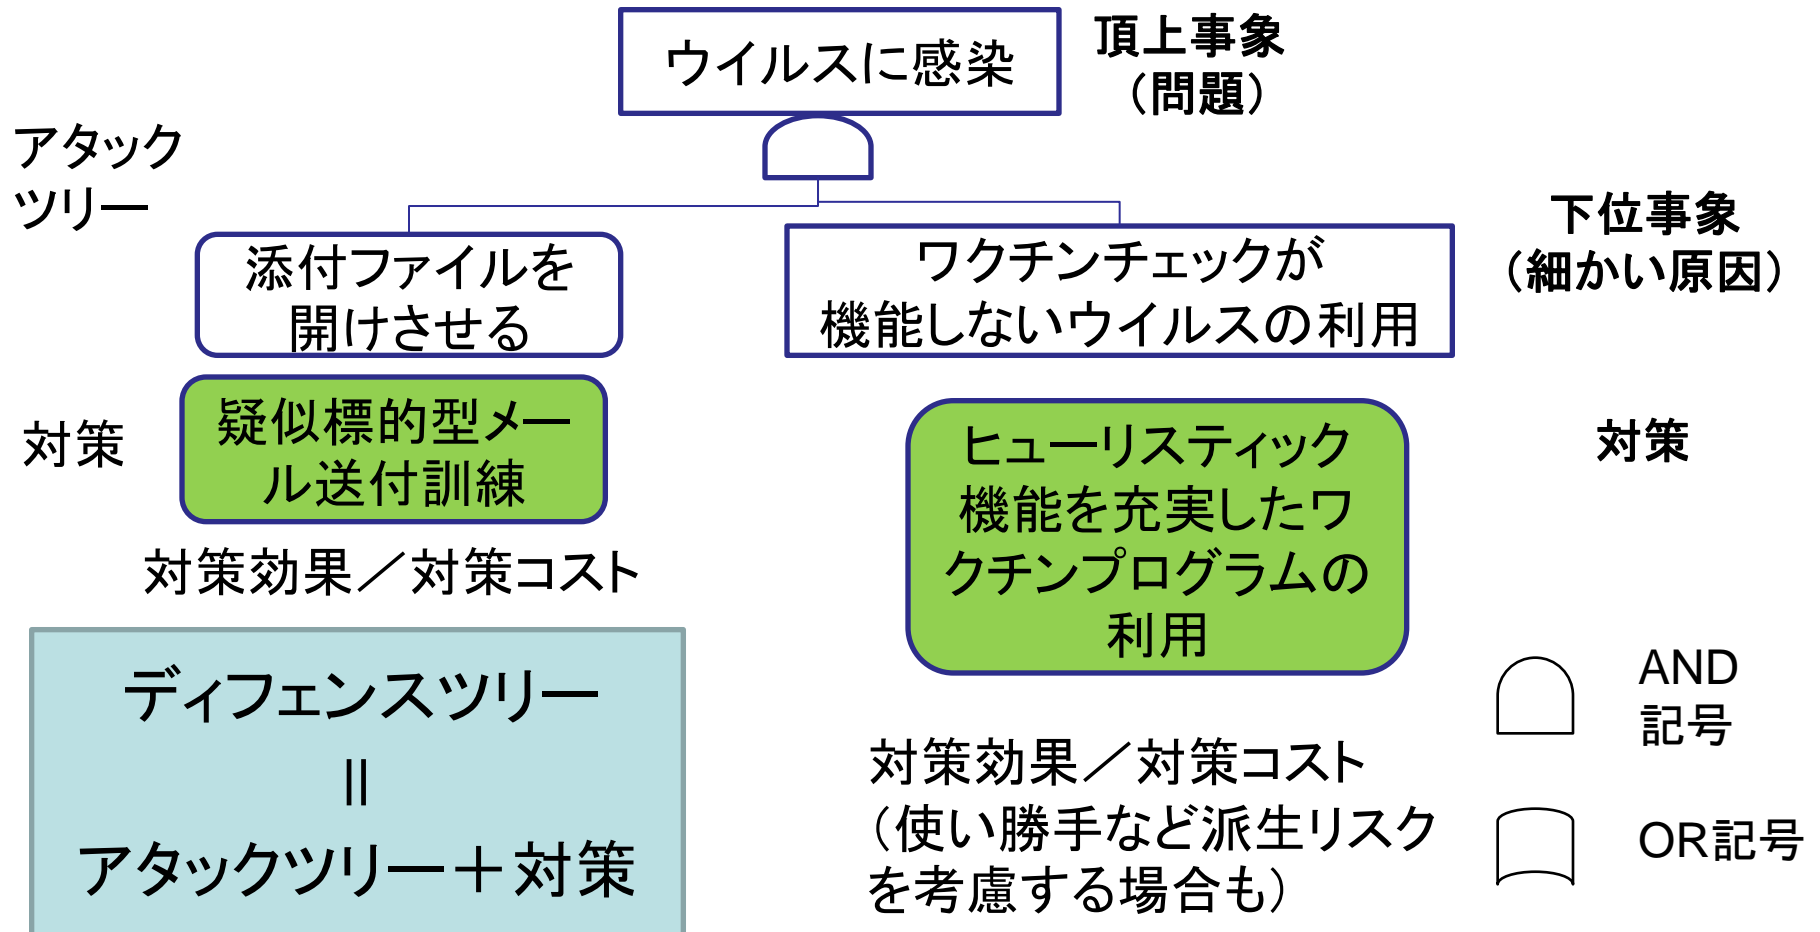 ウイルスに感染
頂上事象
（問題）
アタック
ツリー
添付ファイルを
開けさせる
ワクチンチェックが
機能しないウイルスの利用
下位事象
（細かい原因）
対策
疑似標的型メー
ル送付訓練
ヒューリスティック
機能を充実したワ
クチンプログラムの
利用
対策
対策効果／対策コスト
ディフェンスツリー
＝
アタックツリー＋対策
対策効果／対策コスト
（使い勝手など派生リスク
を考慮する場合も）
AND
記号
OR記号